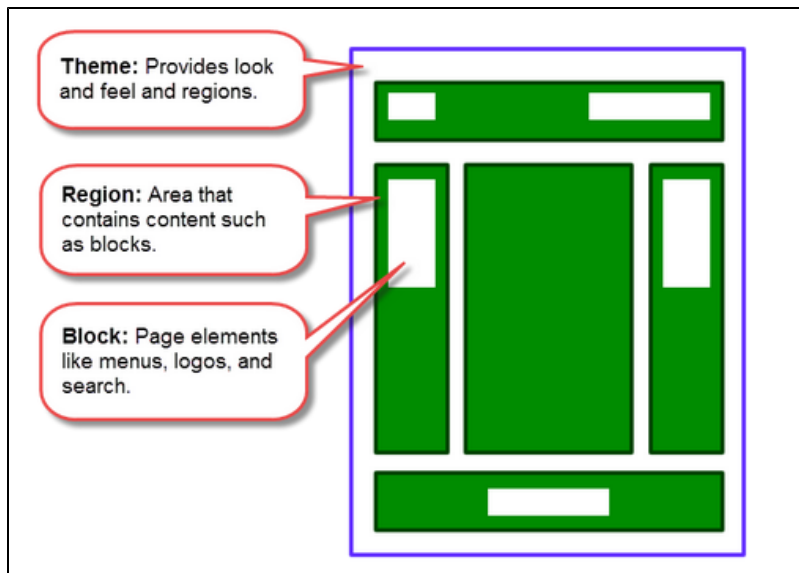 Theme: Provides look
and feel and regions.
Region: Area that
contains content such
as blocks.
Block: Page elements
like menus, logos, and
search.